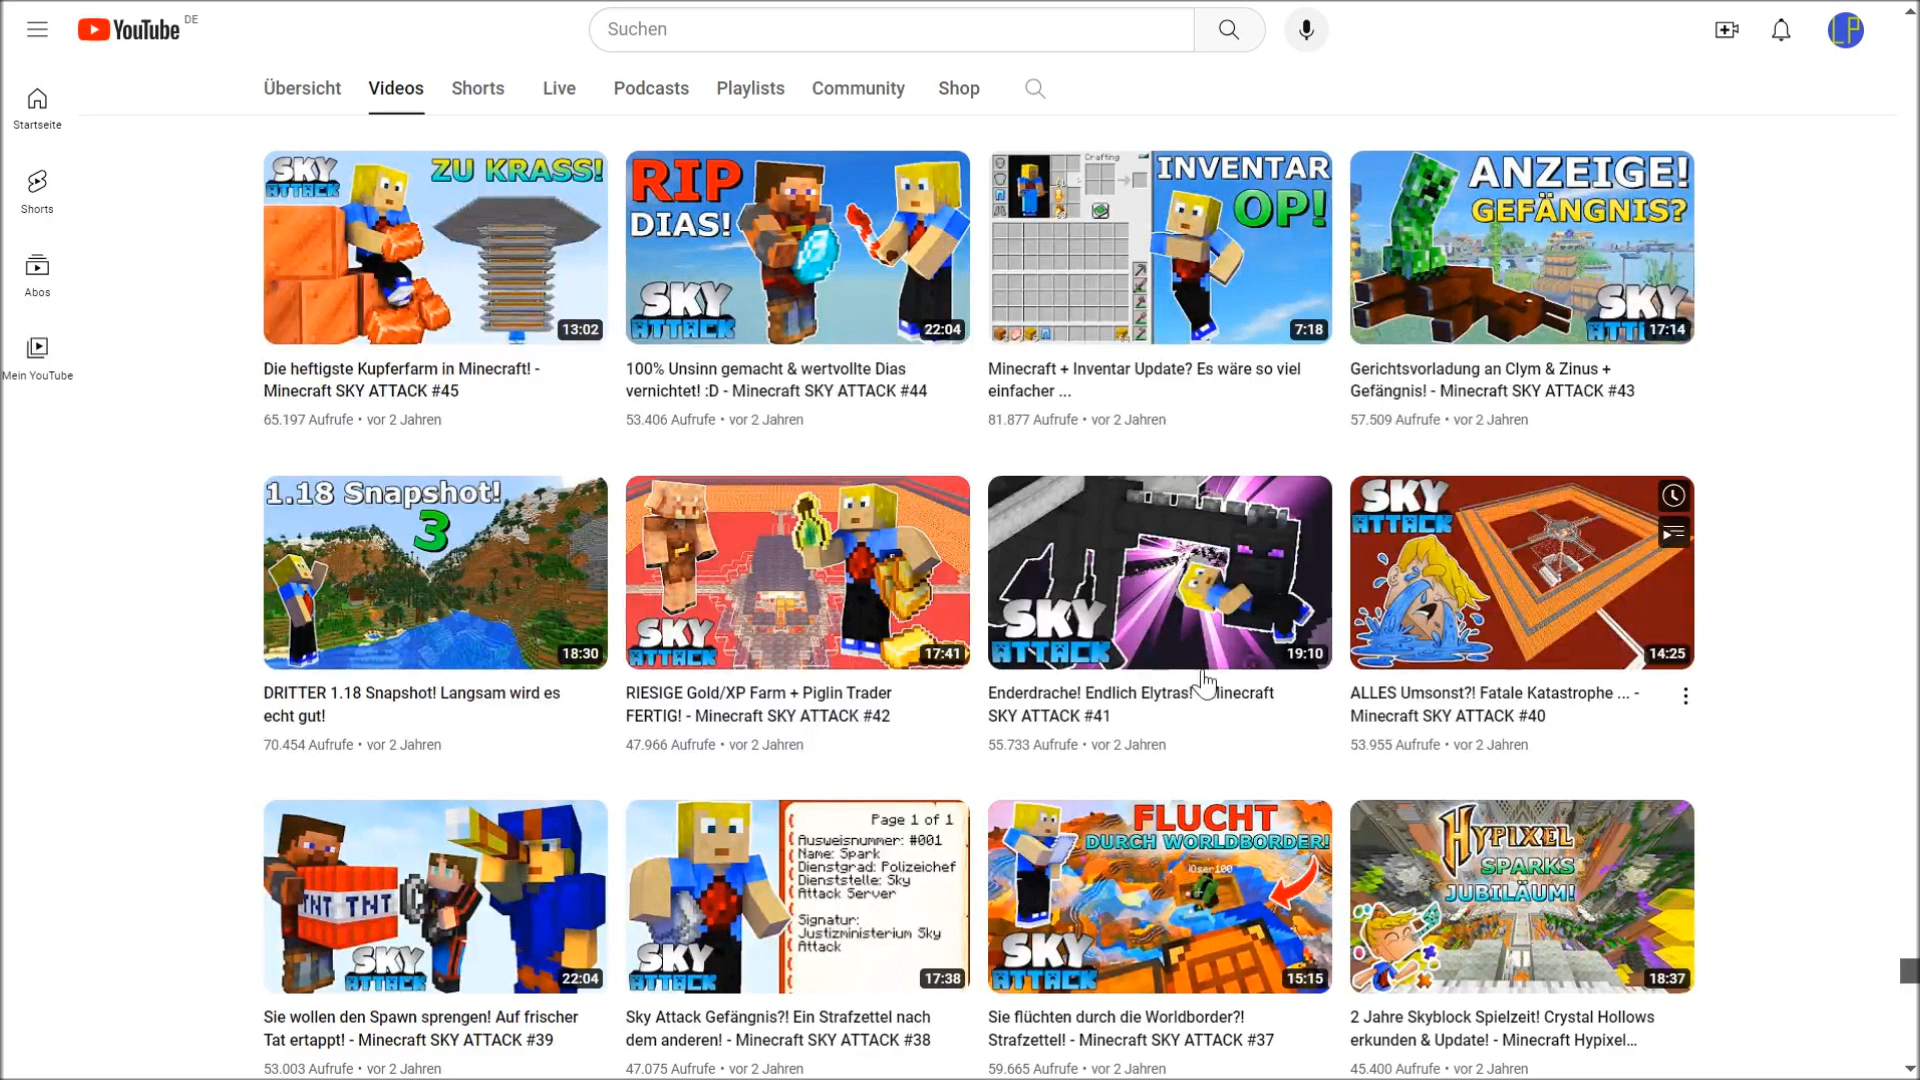 YouTube DE
Suchen
LP
Übersicht Videos Shorts Live Podcasts Playlists Community Shop
Startseite
Shorts
Abos
Mein YouTube
SKY ATTACK
ZU KRASS!
13:02
Die heftigste Kupferfarm in Minecraft! -
Minecraft SKY ATTACK #45
65.197 Aufrufe • vor 2 Jahren
RIP
DIAS!
SKY
ATTACK
22:04
100% Unsinn gemacht & wertvollte Dias
vernichtet! :D - Minecraft SKY ATTACK #44
53.406 Aufrufe • vor 2 Jahren
Crafting
INVENTAR
OP!
7:18
Minecraft + Inventar Update? Es wäre so viel
einfacher ...
81.877 Aufrufe • vor 2 Jahren
ANZEIGE!
GEFÄNGNIS?
SKY
17:14
Gerichtsvorladung an Clym & Zinus +
Gefängnis! - Minecraft SKY ATTACK #43
57.509 Aufrufe • vor 2 Jahren
1.18 Snapshot!
3
18:30
DRITTER 1.18 Snapshot! Langsam wird es
echt gut!
70.454 Aufrufe • vor 2 Jahren
SKY
ATTACK
17:41
RIESIGE Gold/XP Farm + Piglin Trader
FERTIG! - Minecraft SKY ATTACK #42
47.966 Aufrufe • vor 2 Jahren
SKY
ATTACK
19:10
Enderdrache! Endlich Elytras! Minecraft
SKY ATTACK #41
55.733 Aufrufe • vor 2 Jahren
SKY
ATTACK
14:25
ALLES Umsonst?! Fatale Katastrophe ... -
Minecraft SKY ATTACK #40
53.955 Aufrufe • vor 2 Jahren
TNT TNT
SKY
ATTACK
22:04
Sie wollen den Spawn sprengen! Auf frischer
Tat ertappt! - Minecraft SKY ATTACK #39
53.003 Aufrufe • vor 2 Jahren
Page 1 of 1
Ausweisnummer: #001
Name: Spark
Dienstgrad: Polizeichef
Dienststelle: Sky
Attack Server
Signatur:
Justizministerium Sky
Attack
SKY
ATTACK
17:38
Sky Attack Gefängnis?! Ein Strafzettel nach
dem anderen! - Minecraft SKY ATTACK #38
47.075 Aufrufe • vor 2 Jahren
FLUCHT
DURCH WORLDBORDER!
SKY
ATTACK
15:15
Sie flüchten durch die Worldborder?!
Strafzettel! - Minecraft SKY ATTACK #37
59.665 Aufrufe • vor 2 Jahren
HYPIXEL
SPARKS
JUBILÄUM!
18:37
2 Jahre Skyblock Spielzeit! Crystal Hollows
erkunden & Update! - Minecraft Hypixel...
45.400 Aufrufe • vor 2 Jahren